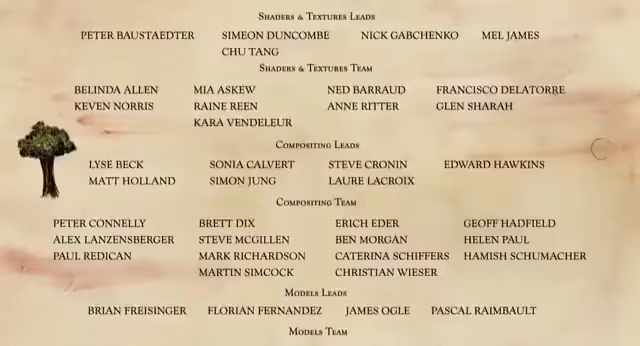 Shaders & Textures Leads
PETER BAUSTAEDTER SIMEON DUNCOMBE NICK GABCHENKO MEL JAMES
CHU TANG
Shaders & Textures Team
BELINDA ALLEN MIA ASKEW NED BARRAUD FRANCISCO DELATORRE
KEVEN NORRIS RAINE REEN ANNE RITTER GLEN SHARAH
KARA VENDELEUR
Compositing Leads
LYSE BECK SONIA CALVERT STEVE CRONIN EDWARD HAWKINS
MATT HOLLAND SIMON JUNG LAURE LACROIX
Compositing Team
PETER CONNELLY BRETT DIX ERICH EDER GEOFF HADFIELD
ALEX LANZENSBERGER STEVE MCGILLEN BEN MORGAN HELEN PAUL
PAUL REDICAN MARK RICHARDSON CATERINA SCHIFFERS HAMISH SCHUMACHER
MARTIN SIMCOCK CHRISTIAN WIESER
Models Leads
BRIAN FREISINGER FLORIAN FERNANDEZ JAMES OGLE PASCAL RAIMBAULT
Models Team